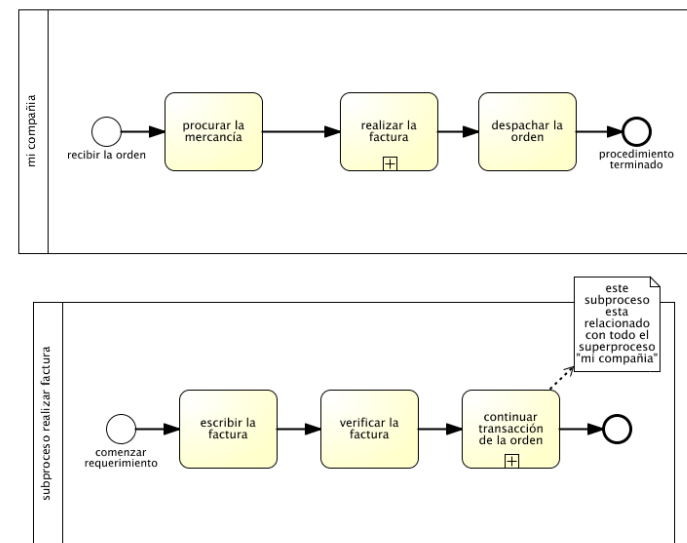 mi compañia
recibir la orden
procurar la
mercancía
realizar la
factura
despachar la
orden
procedimiento
terminado
subproceso realizar factura
comenzar
requerimiento
escribir la
factura
verificar la
factura
continuar
transacción
de la orden
este
subproceso
esta
relacionado
con todo el
superproceso
"mi compañia"